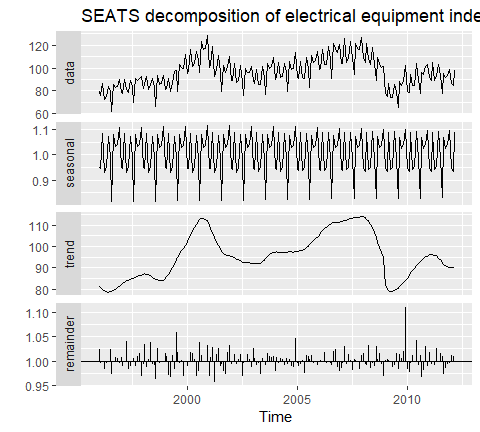 SEATS decomposition of electrical equipment inde
120
100
80
60
data
1.1
1.0
0.9
seasonal
110
100
90
80
trend
1.10
1.05
1.00
0.95
remainder
2000 2005 2010
Time